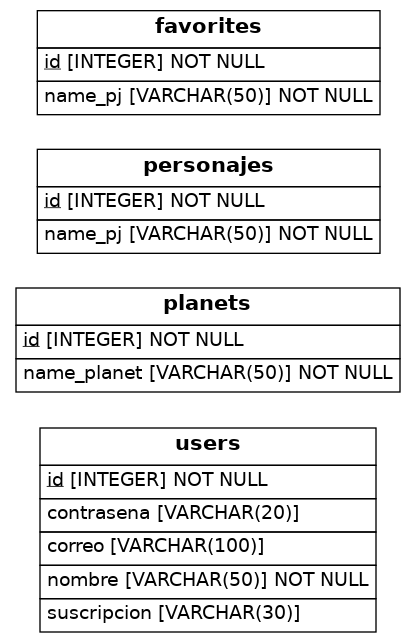 favorites
id [INTEGER] NOT NULL
name_pj [VARCHAR(50)] NOT NULL
personajes
id [INTEGER] NOT NULL
name_pj [VARCHAR(50)] NOT NULL
planets
id [INTEGER] NOT NULL
name_planet [VARCHAR(50)] NOT NULL
users
id [INTEGER] NOT NULL
contrasena [VARCHAR(20)]
correo [VARCHAR(100)]
nombre [VARCHAR(50)] NOT NULL
suscripcion [VARCHAR(30)]